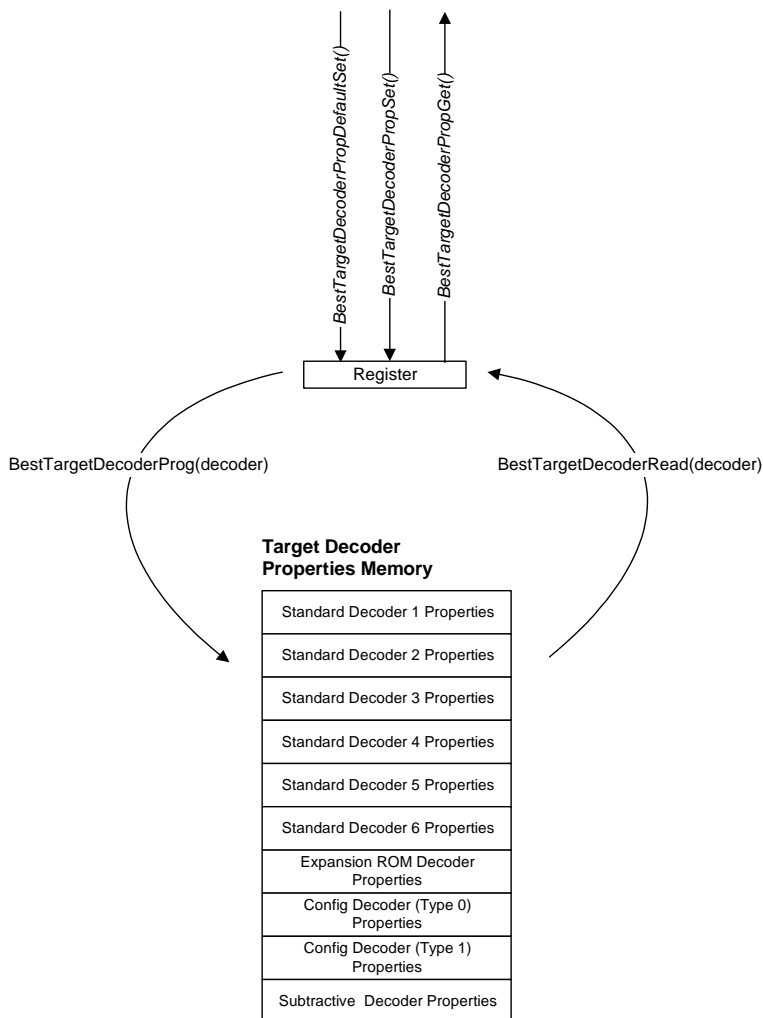 BestTargetDecoderPropDefaultSet()
BestTargetDecoderPropSet()
BestTargetDecoderPropGet()
Register
BestTargetDecoderProg(decoder)
BestTargetDecoderRead(decoder)
Target Decoder
Properties Memory
Standard Decoder 1 Properties
Standard Decoder 2 Properties
Standard Decoder 3 Properties
Standard Decoder 4 Properties
Standard Decoder 5 Properties
Standard Decoder 6 Properties
Expansion ROM Decoder
Properties
Config Decoder (Type 0)
Properties
Config Decoder (Type 1)
Properties
Subtractive Decoder Properties